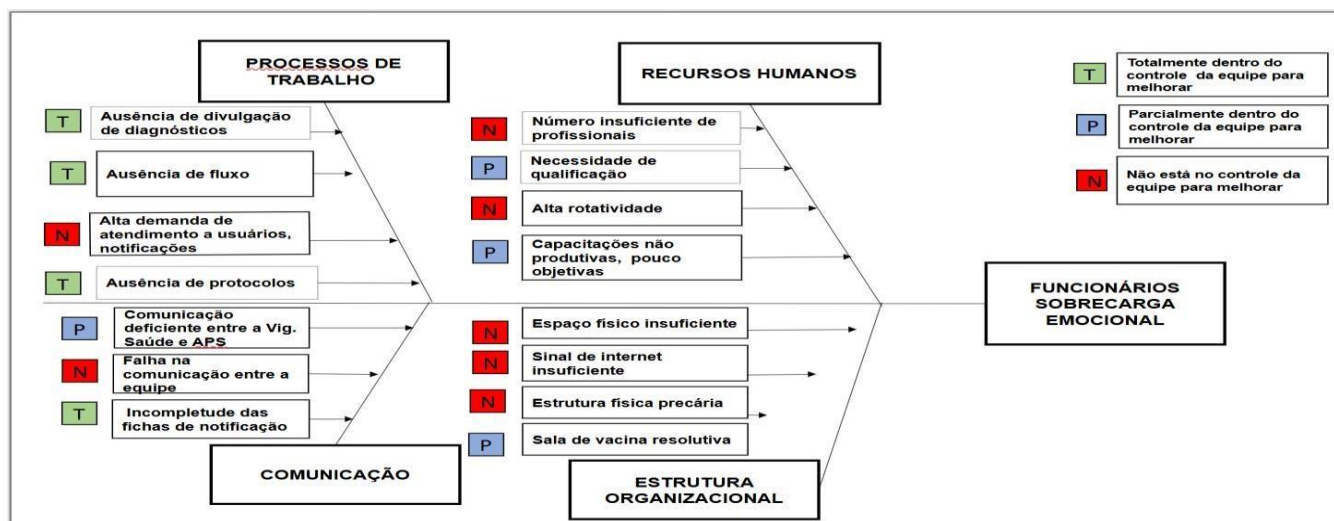 PROCESSOS DE
TRABALHO
T
Ausência de divulgação
de diagnósticos
T
Ausência de fluxo
N
Alta demanda de
atendimento a usuários,
notificações
T
Ausência de protocolos
RECURSOS HUMANOS
N
Número insuficiente de
profissionais
P
Necessidade de
qualificação
N
Alta rotatividade
P
Capacitações não
produtivas, pouco
objetivas
T
Totalmente dentro do
controle da equipe para
melhorar
P
Parcialmente dentro do
controle da equipe para
melhorar
N
Não está no controle da
equipe para melhorar
FUNCIONÁRIOS
SOBRECARGA
EMOCIONAL
P
Comunicação
deficiente entre a Vig.
Saúde e APS
N
Falha na
comunicação entre a
equipe
T
Incompletude das
fichas de notificação
COMUNICAÇÃO
N
Espaço físico insuficiente
N
Sinal de internet
insuficiente
N
Estrutura física precária
P
Sala de vacina resolutiva
ESTRUTURA
ORGANIZACIONAL